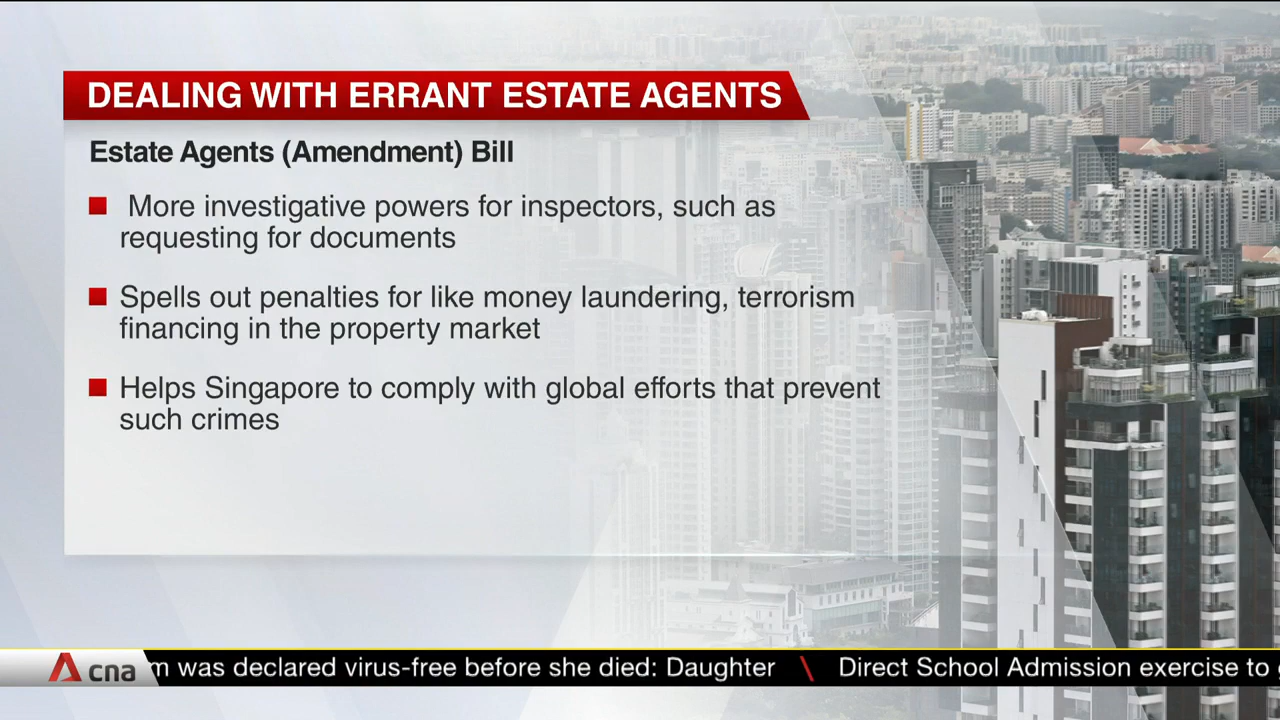 mediacorp
DEALING WITH ERRANT ESTATE AGENTS
Estate Agents (Amendment) Bill
More investigative powers for inspectors, such as
requesting for documents
Spells out penalties for like money laundering, terrorism
financing in the property market
Helps Singapore to comply with global efforts that prevent
such crimes
cna
m was declared virus-free before she died: Daughter \ Direct School Admission exercise to